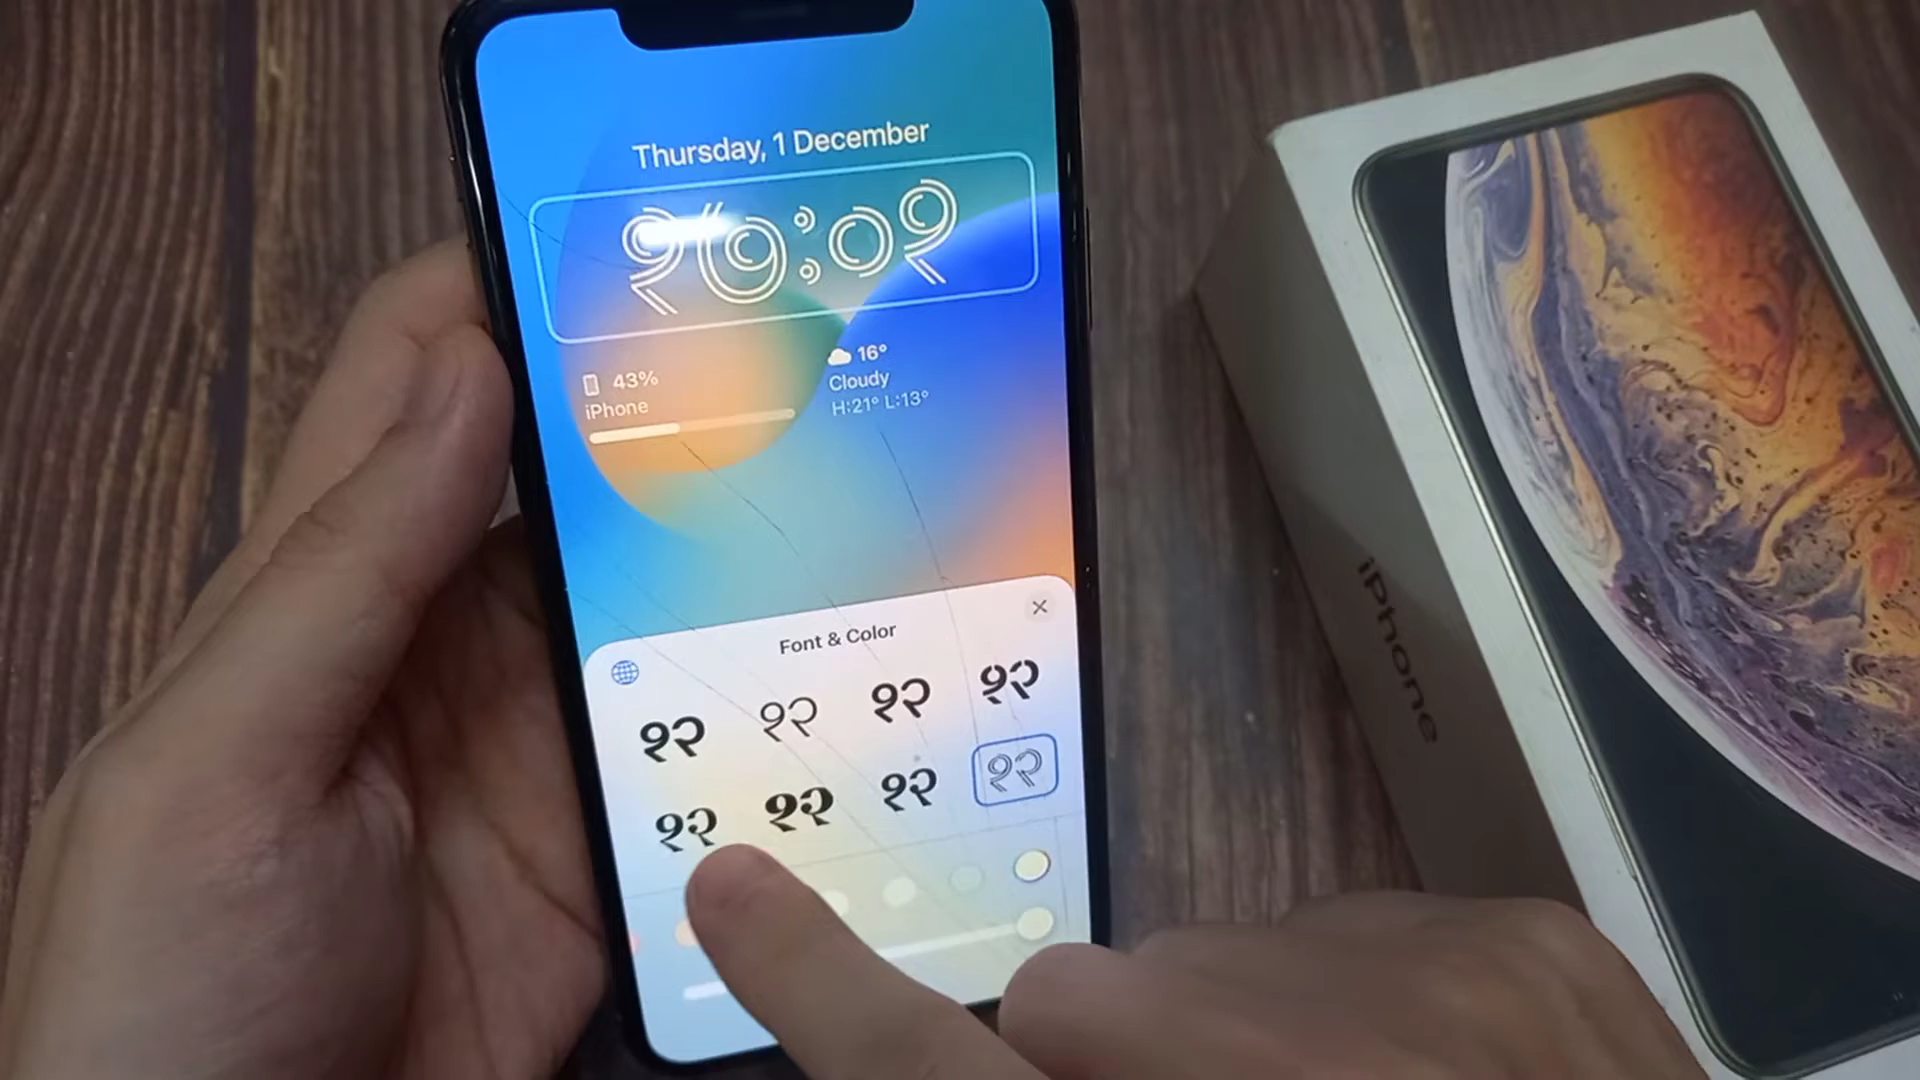 Thursday, 1 December
१७:०१
43%
iPhone
16°
Cloudy
H:21° L:13°
Font & Color
१२ १२ १२ १२
१२ १२ १२ १२
iPhone